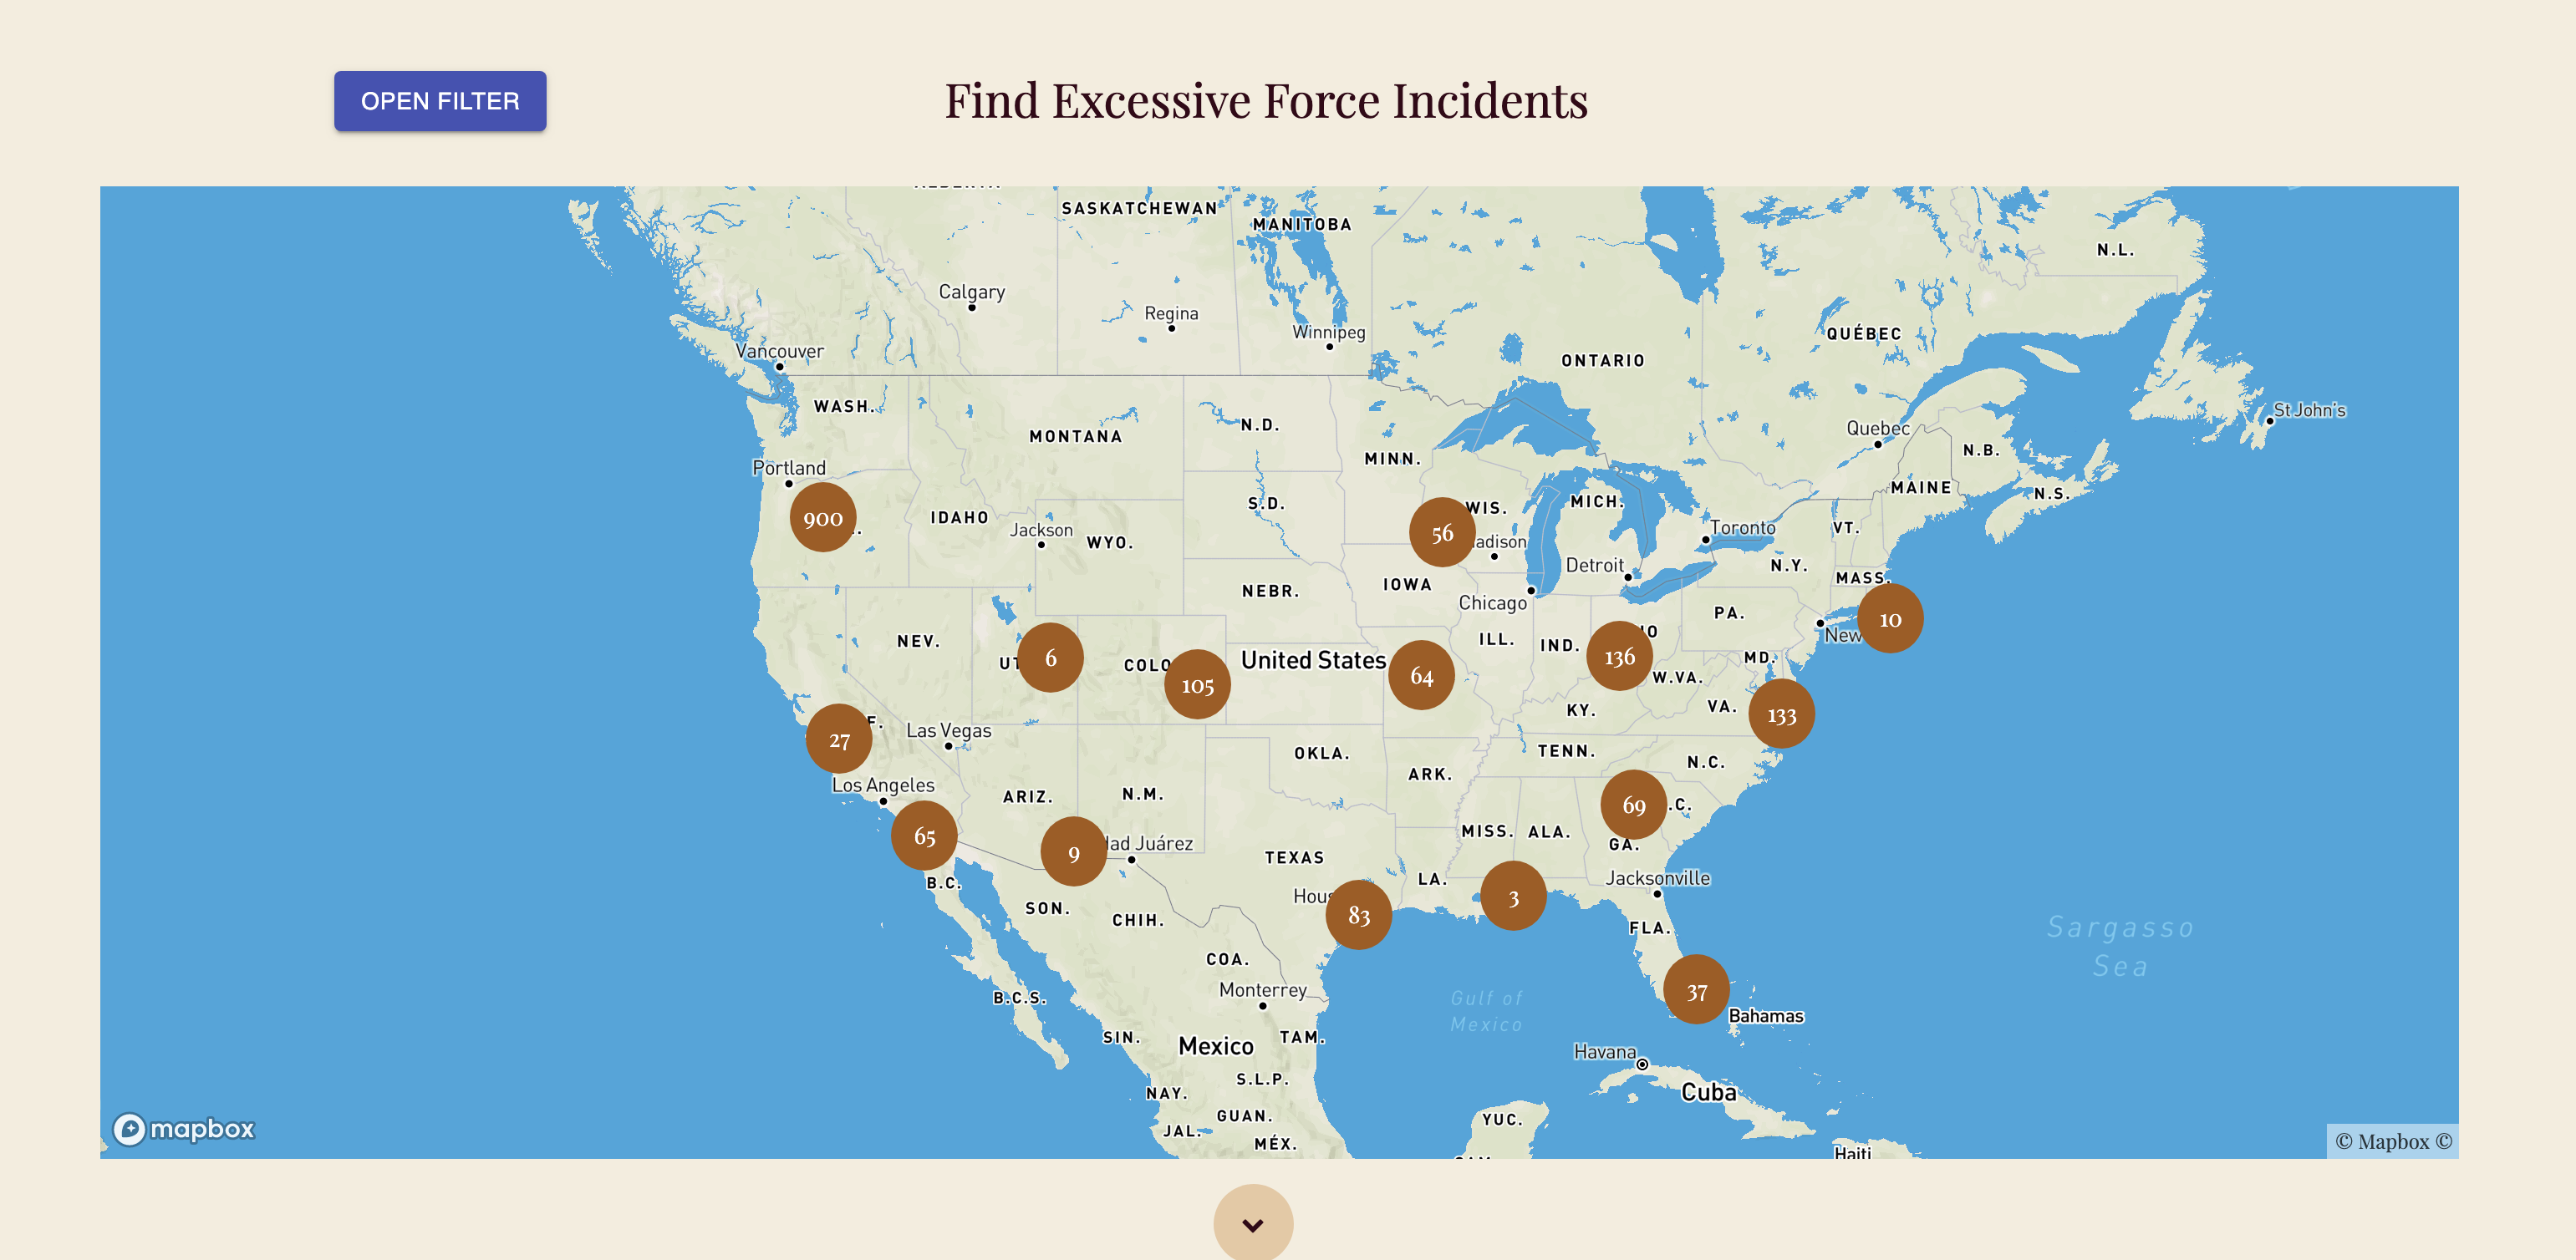 OPEN FILTER
Find Excessive Force Incidents
SASKATCHEWAN
MANITOBA
N.L.
Calgary
Regina
Winnipeg
QUÉBEC
Vancouver
ONTARIO
WASH.
St John's
N.D.
MONTANA
Quebec
N.B.
MINN.
Portland
MAINE
N.S.
S.D.
WIS.
MICH.
900
IDAHO
Jackson
WYO.
56
adison
Toronto
VT.
Detroit
N.Y.
MASS.
IOWA
NEBR.
Chicago
PA.
10
New
NEV.
ILL.
IND.
IO
UT
6
COLO
105
United States
64
136
W.VA.
MD.
VA.
133
KY.
27
F.
Las Vegas
OKLA.
TENN.
N.C.
ARK.
Los Angeles
ARIZ.
N.M.
69
.C.
65
9
dad Juárez
MISS.
ALA.
GA.
TEXAS
B.C.
LA.
Jacksonville
Hous
83
3
SON.
CHIH.
FLA.
Sargasso
Sea
COA.
Monterrey
37
B.C.S.
Gulf of
Mexico
Bahamas
SIN.
Mexico
TAM.
Havana
S.L.P.
Cuba
NAY.
GUAN.
YUC.
JAL.
MÉX.
mapbox
© Mapbox ©
Haiti